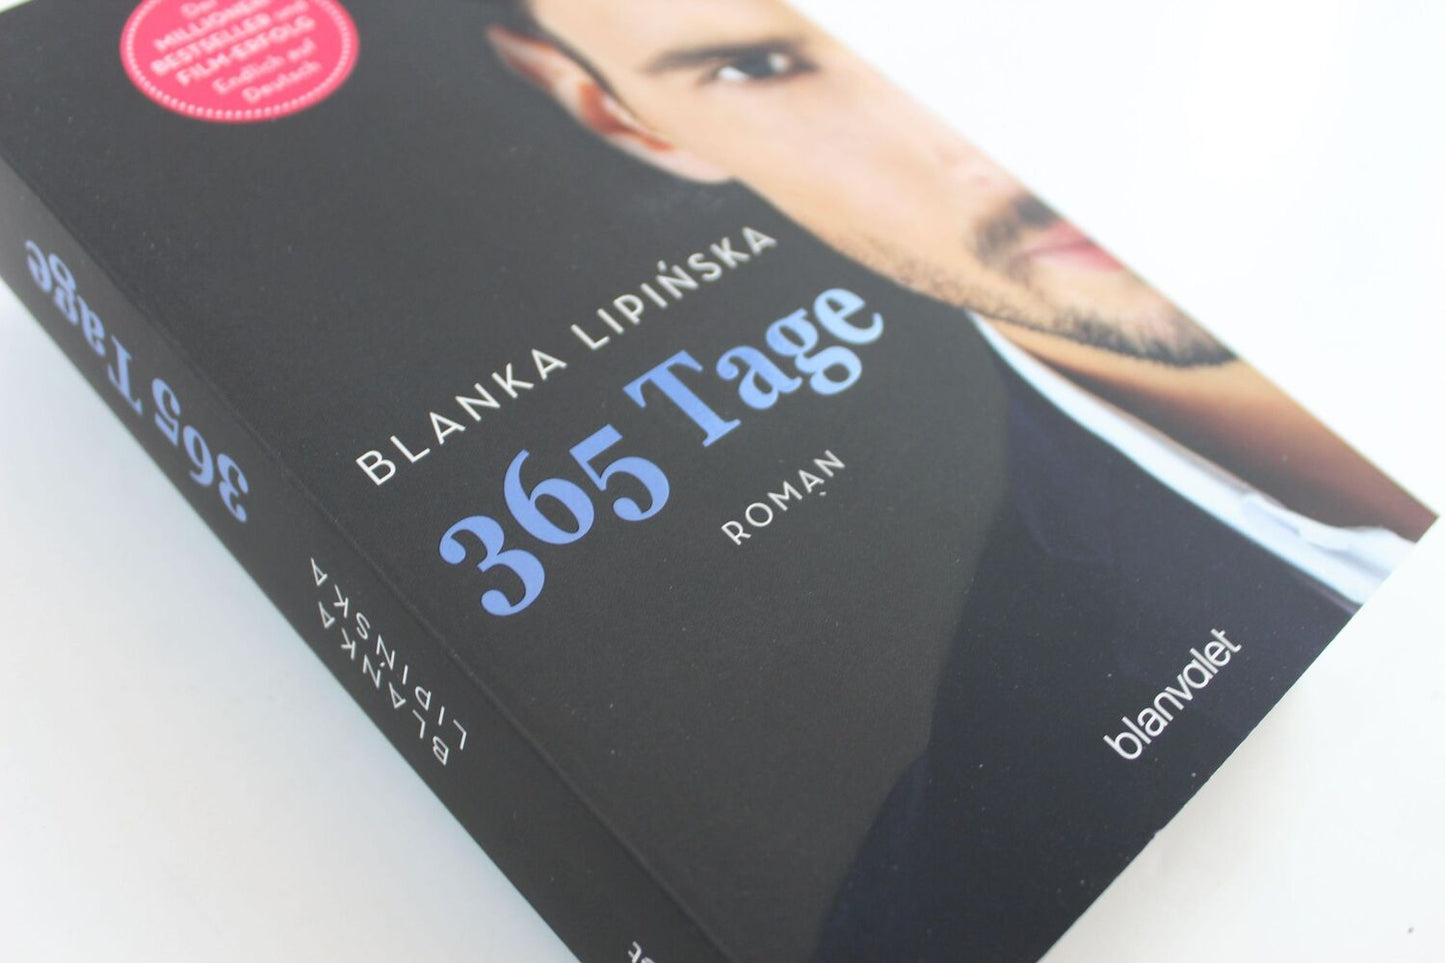 Der
MILLIONEN-
BESTSELLER und
FILM-ERFOLG
Endlich auf
Deutsch
BLANKA LIPIŃSKA
365 Tage
ROMAN
blanvalet
365 Tage
BLANKA
LIPIŃSKA